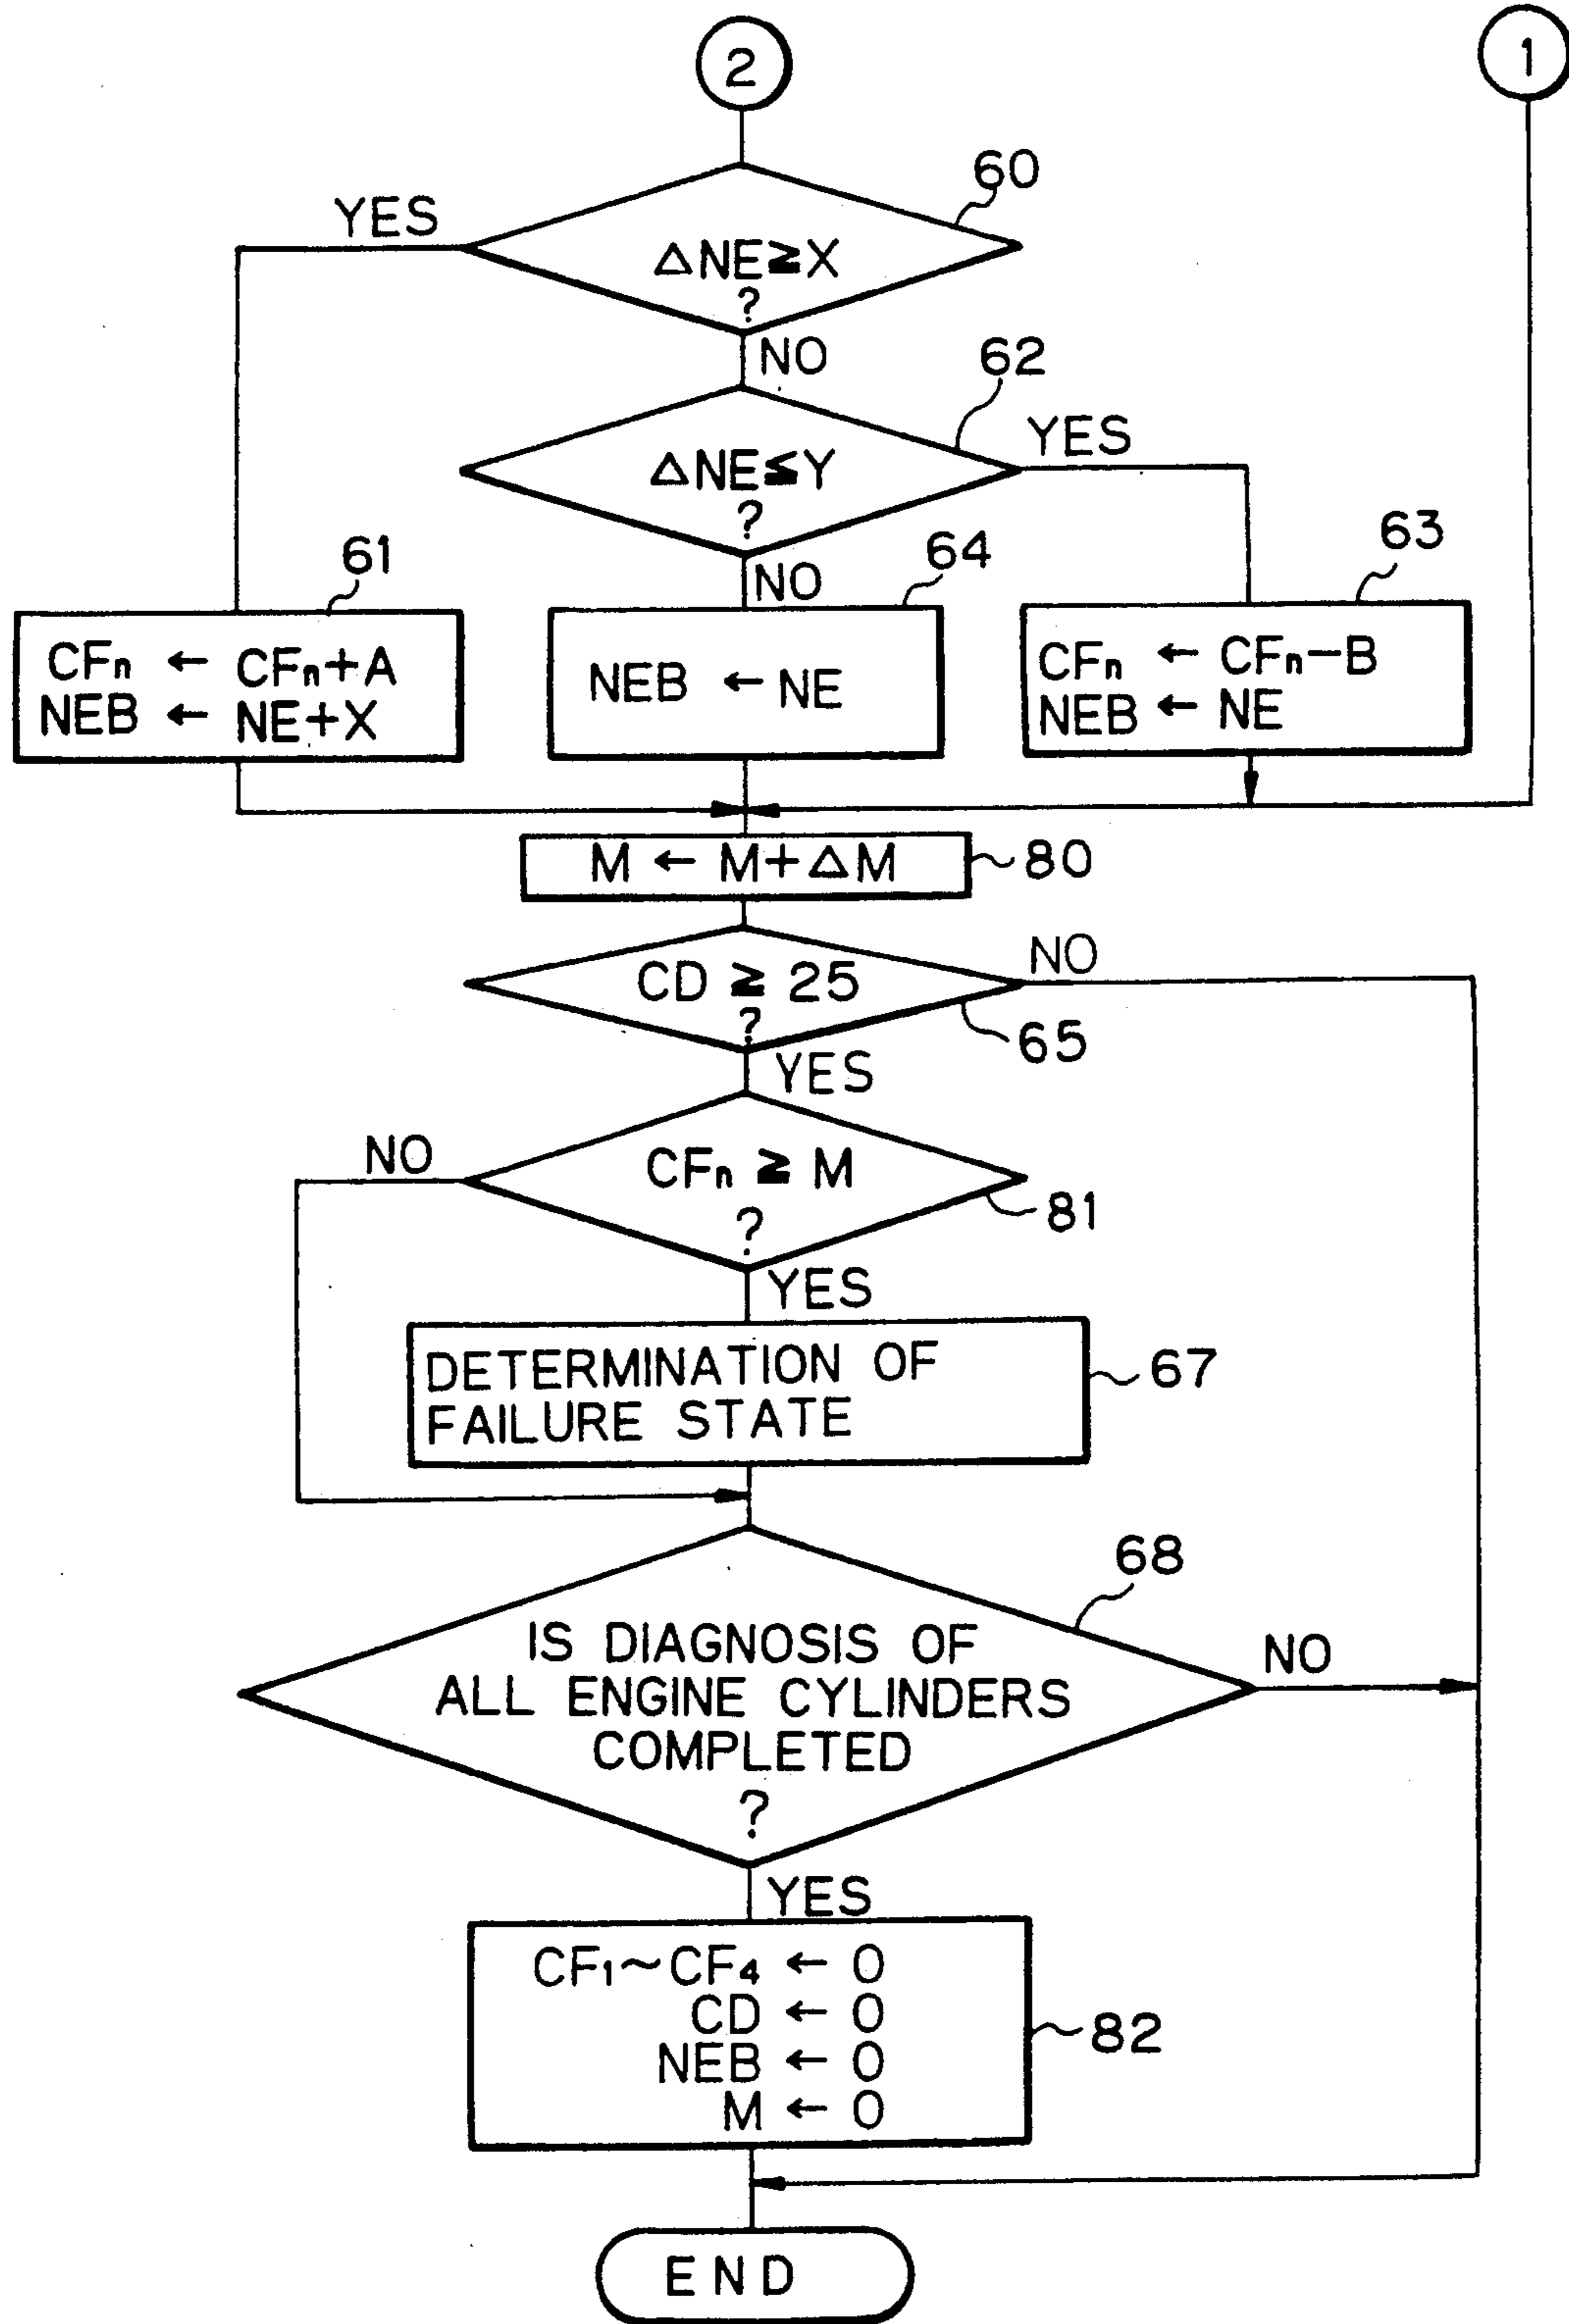 2
1
60
YES
ΔNE≧X
?
NO
62
ΔNE≦Y
?
YES
NO
61
CFn ← CFn+A
NEB ← NE+X
64
NEB ← NE
63
CFn ← CFn−B
NEB ← NE
M ← M+ΔM
80
CD ≧ 25
?
NO
65
YES
CFn ≧ M
?
NO
81
YES
DETERMINATION OF
FAILURE STATE
67
68
IS DIAGNOSIS OF
ALL ENGINE CYLINDERS
COMPLETED
?
NO
YES
CF1~CF4 ← 0
CD ← 0
NEB ← 0
M ← 0
82
END